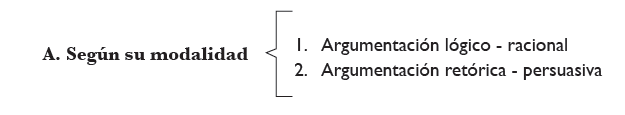 A. Según su modalidad
1. Argumentación lógico - racional
2. Argumentación retórica - persuasiva